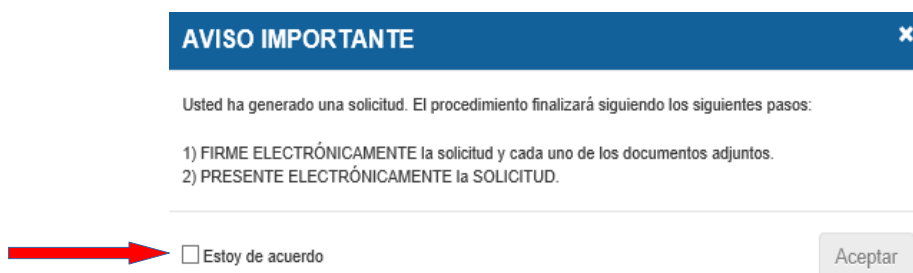 AVISO IMPORTANTE
Usted ha generado una solicitud. El procedimiento finalizará siguiendo los siguientes pasos:
1) FIRME ELECTRÓNICAMENTE la solicitud y cada uno de los documentos adjuntos.
2) PRESENTE ELECTRÓNICAMENTE la SOLICITUD.
Estoy de acuerdo
Aceptar